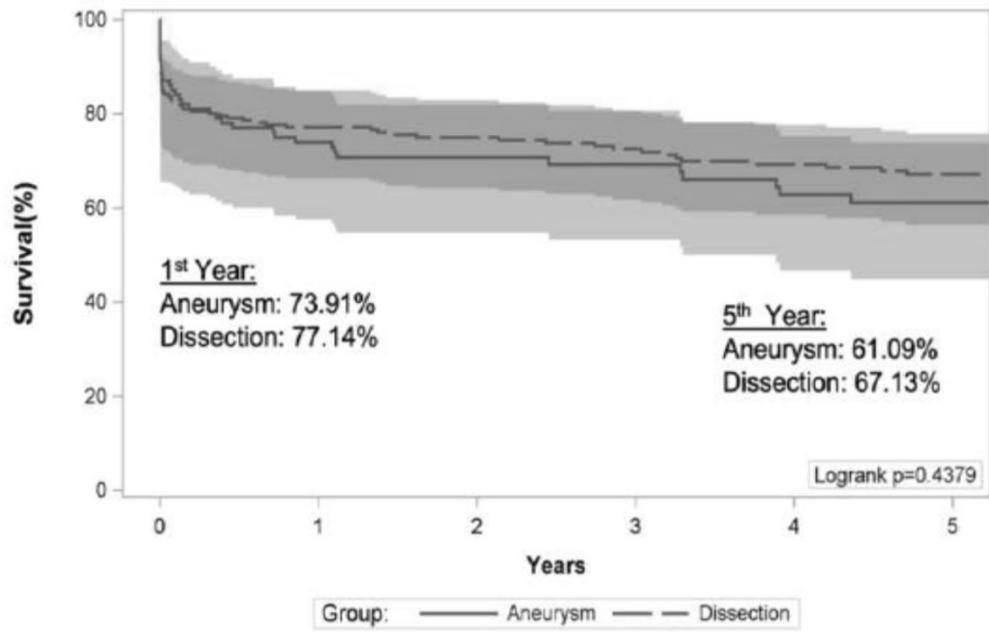 100
80
60
40
20
0
Survival(%)
1st Year:
Aneurysm: 73.91%
Dissection: 77.14%
5th Year:
Aneurysm: 61.09%
Dissection: 67.13%
Logrank p=0.4379
0 1 2 3 4 5
Years
Group: Aneurysm Dissection